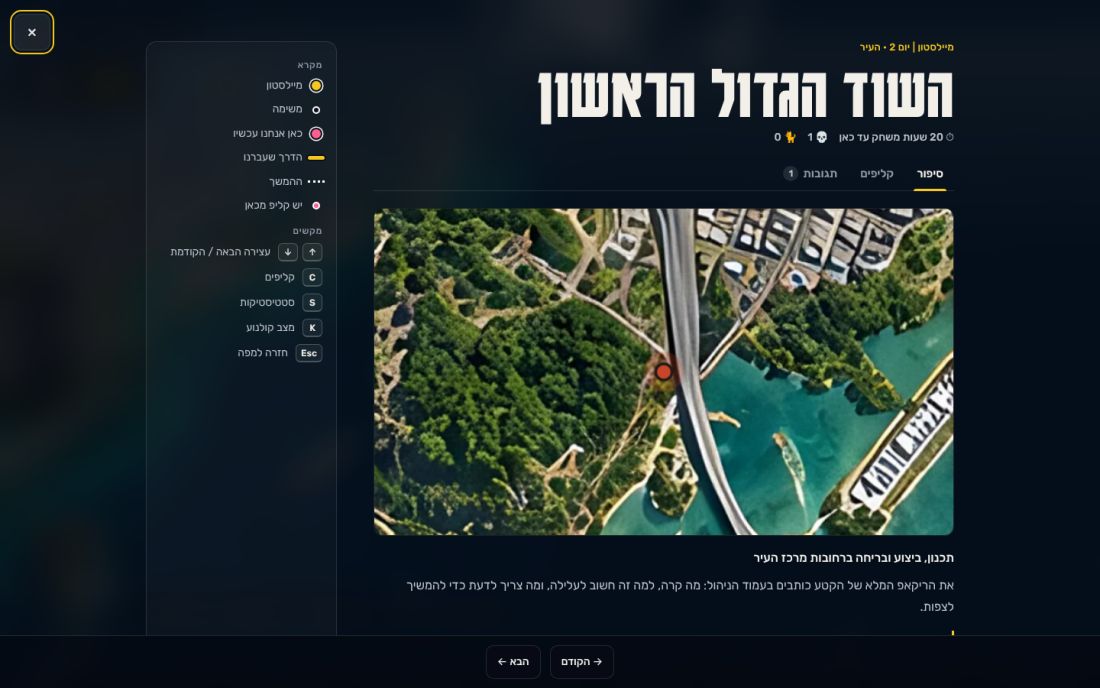 מיילסטון | יום 2 • העיר
השוד הגדול הראשון
⏱ 20 שעות משחק עד כאן 💀 1 🐈 0
סיפור קליפים תגובות 1
תכנון, ביצוע ובריחה ברחובות מרכז העיר
את הריקאפ המלא של הקטע כותבים בעמוד הניהול: מה קרה, למה זה חשוב לעלילה, ומה צריך לדעת כדי להמשיך
לצפות.
מקרא
מיילסטון
משימה
כאן אנחנו עכשיו
הדרך שעברנו
ההמשך
יש קליפ מכאן
מקשים
↑ ↓ עצירה הבאה / הקודמת
C קליפים
S סטטיסטיקות
K מצב קולנוע
Esc חזרה למפה
→ הקודם
הבא ←
×